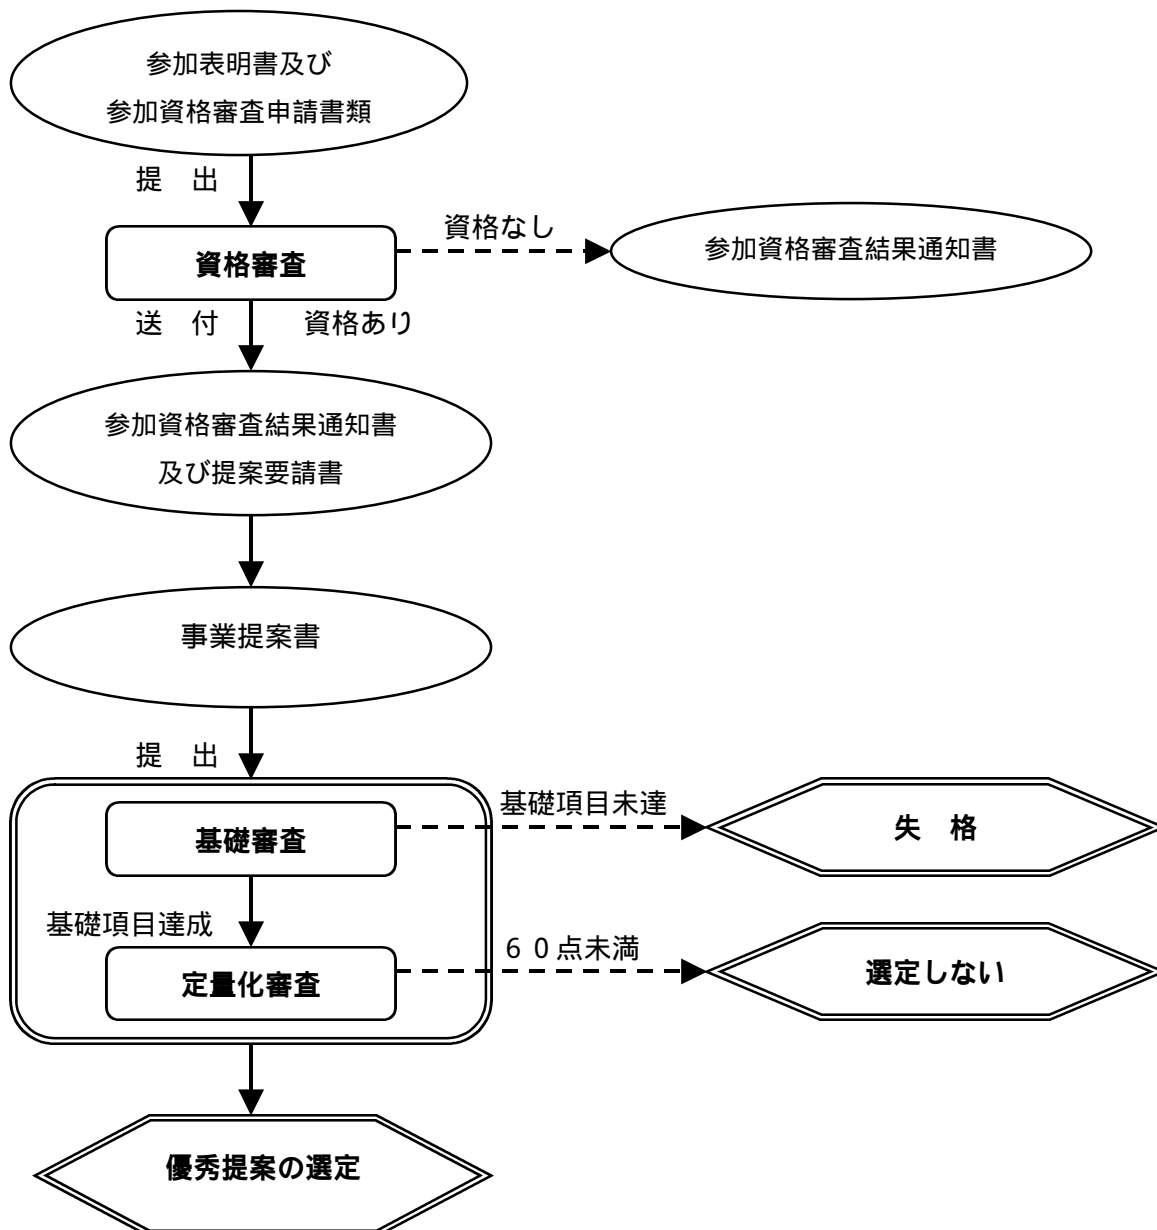 参加表明書及び
参加資格審査申請書類
提　出
資格なし
資格審査
参加資格審査結果通知書
送　付
資格あり
参加資格審査結果通知書
及び提案要請書
事業提案書
提　出
基礎項目未達
基礎審査
失　格
基礎項目達成
６０点未満
定量化審査
選定しない
優秀提案の選定